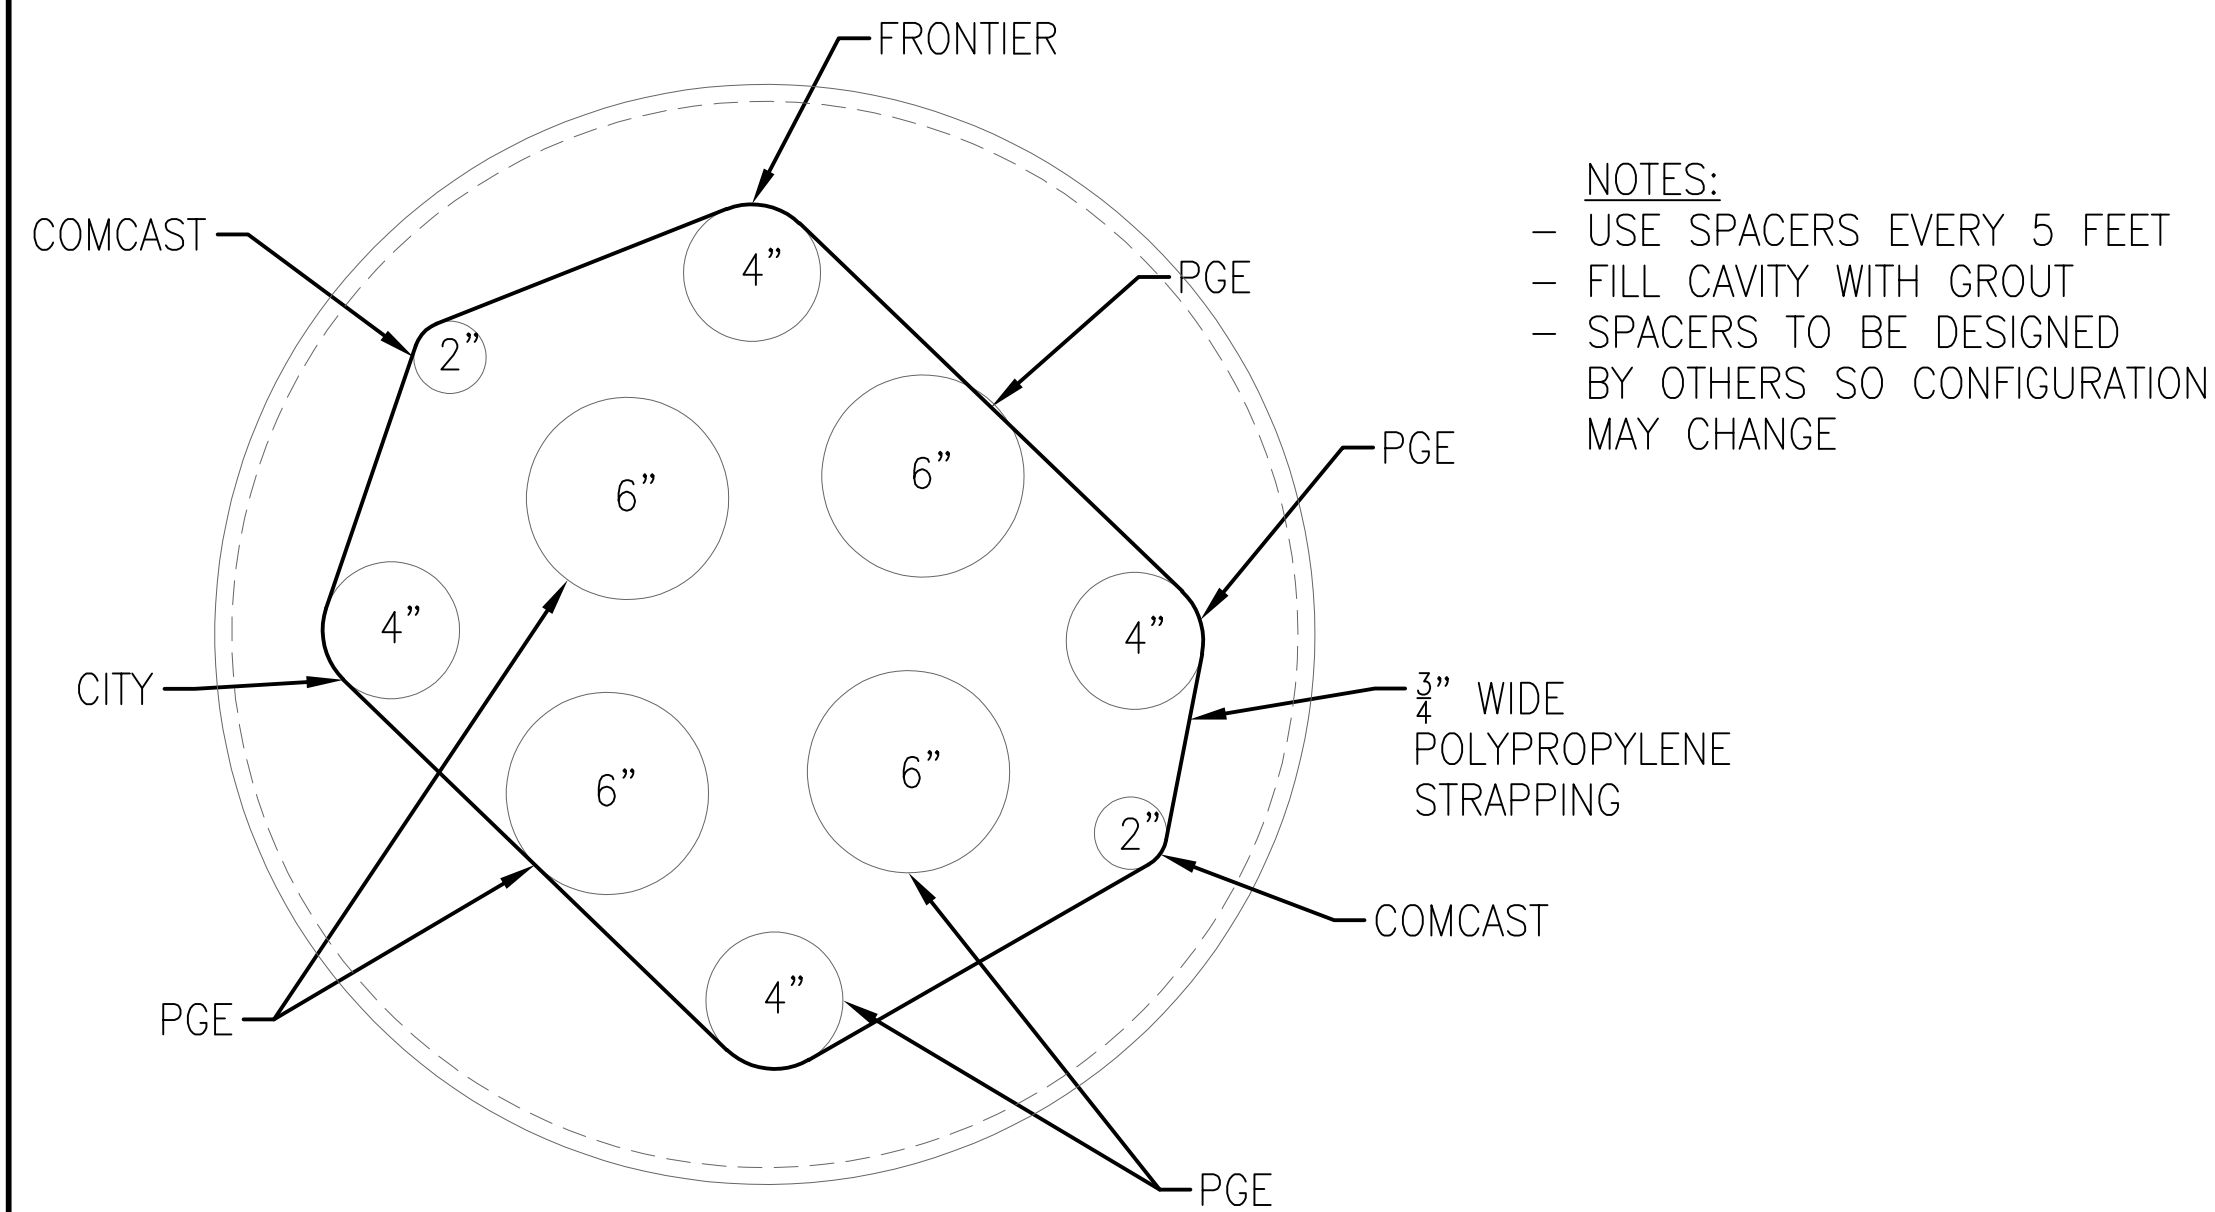 FRONTIER
COMCAST
4”
PGE
2”
6”
6”
PGE
4”
4”
CITY
3/4” WIDE
POLYPROPYLENE
STRAPPING
6”
6”
2”
COMCAST
4”
PGE
PGE
NOTES:
– USE SPACERS EVERY 5 FEET
– FILL CAVITY WITH GROUT
– SPACERS TO BE DESIGNED
BY OTHERS SO CONFIGURATION
MAY CHANGE